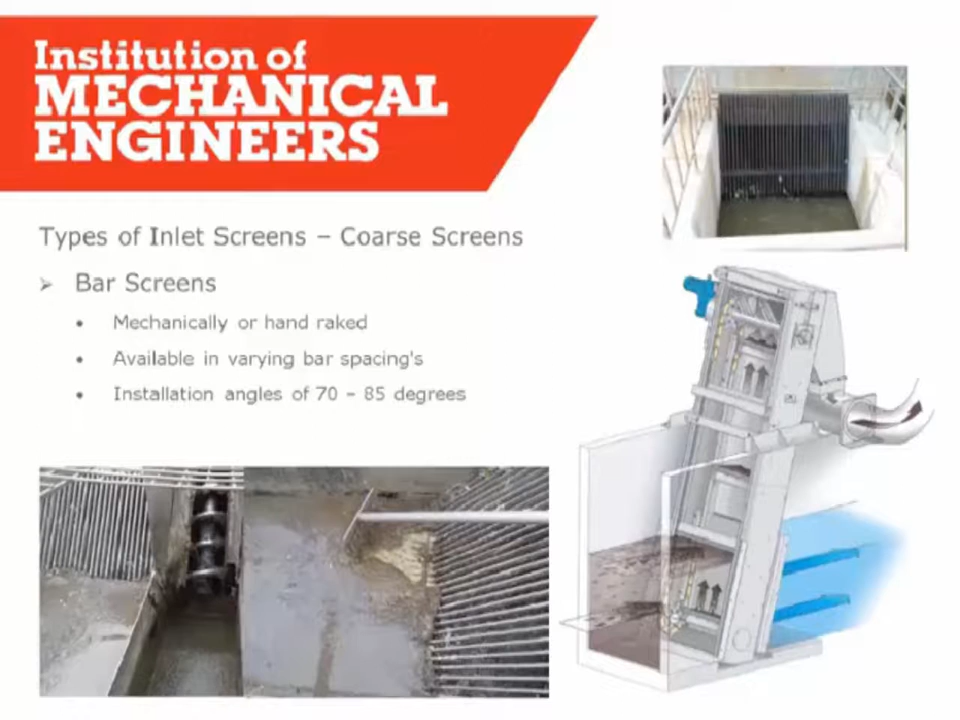 Institution of
MECHANICAL
ENGINEERS
Types of Inlet Screens – Coarse Screens
Bar Screens
Mechanically or hand raked
Available in varying bar spacing's
Installation angles of 70 – 85 degrees